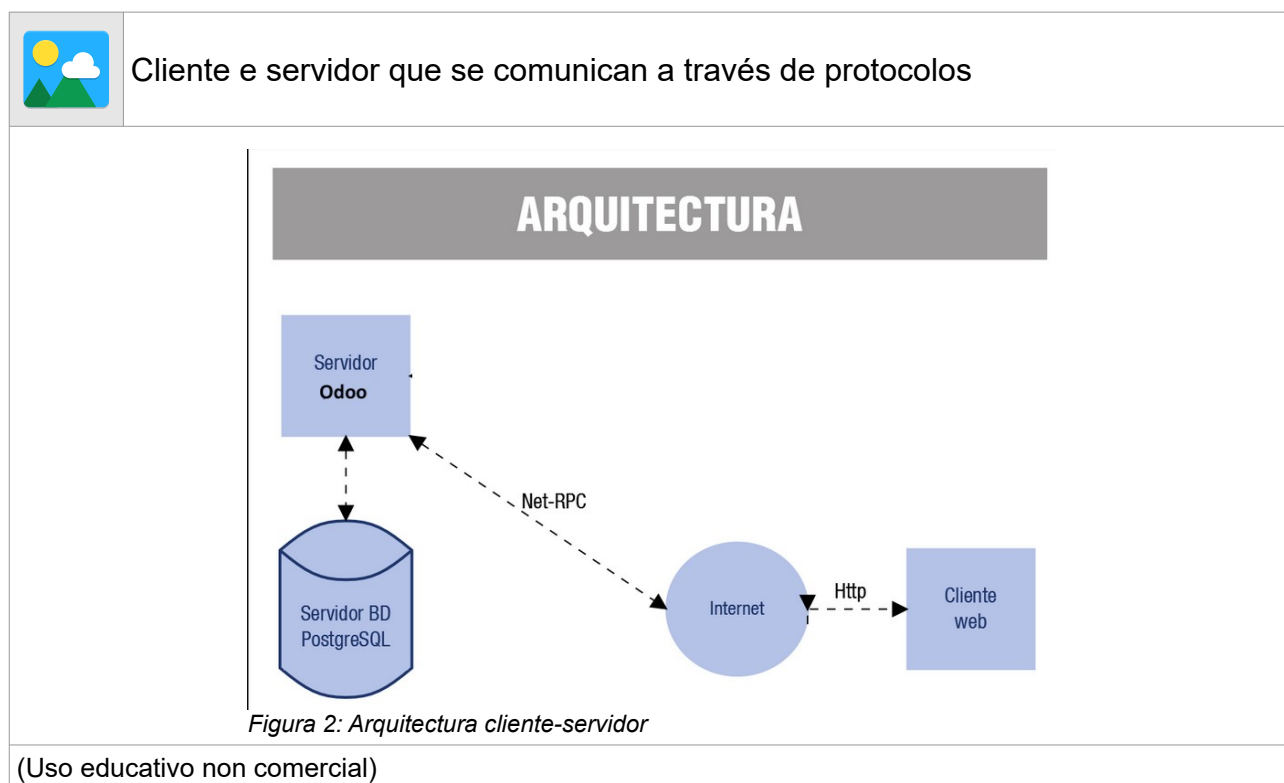 Cliente e servidor que se comunican a través de protocolos
ARQUITECTURA
Servidor
Odoo
Net-RPC
Servidor BD
PostgreSQL
Internet
Http
Cliente
web
Figura 2: Arquitectura cliente-servidor
(Uso educativo non comercial)